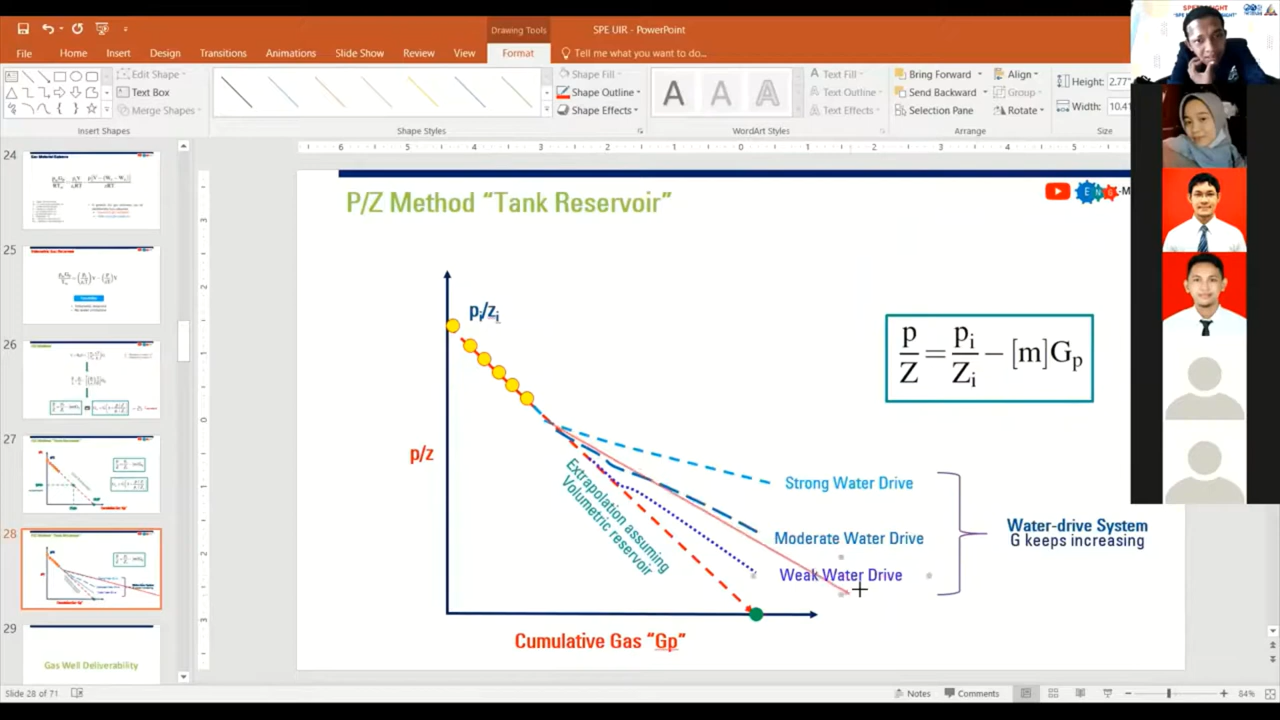 SPE UIR - PowerPoint
Drawing Tools
File
Home
Insert
Design
Transitions
Animations
Slide Show
Review
View
Format
Tell me what you want to do...
Edit Shape
Text Box
Merge Shapes
Insert Shapes
Shape Fill
Shape Outline
Shape Effects
Shape Styles
A A A
WordArt Styles
Text Fill
Text Outline
Text Effects
Bring Forward
Send Backward
Selection Pane
Align
Group
Rotate
Arrange
Height: 2.77"
Width: 10.41
Size
24
25
26
27
28
29
Gas Well Deliverability
P/Z Method "Tank Reservoir"
pi/zi
p/z
p/Z = pi/Zi − [m]Gp
Extrapolation assuming
Volumetric reservoir
Strong Water Drive
Moderate Water Drive
Weak Water Drive
Water-drive System
G keeps increasing
Cumulative Gas "Gp"
Slide 28 of 71
Notes
Comments
84%